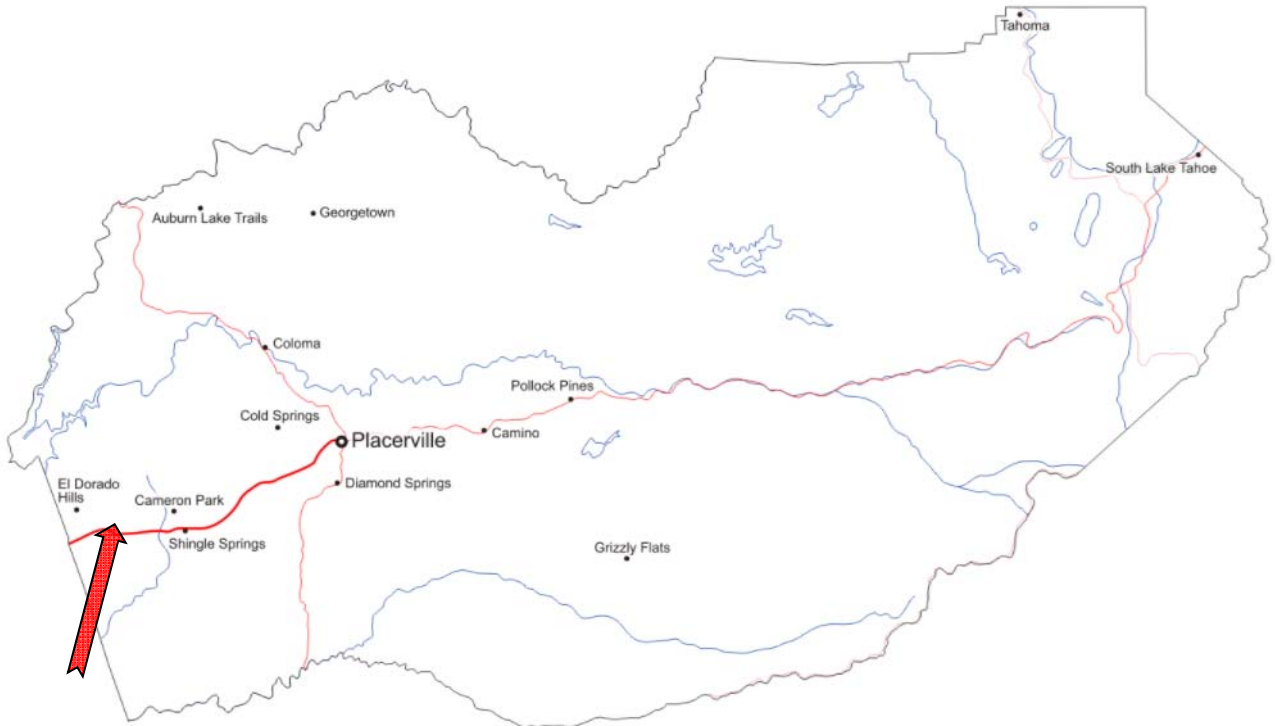 Tahoma
South Lake Tahoe
Auburn Lake Trails
Georgetown
Coloma
Pollock Pines
Cold Springs
Placerville
Camino
El Dorado
Hills
Cameron Park
Diamond Springs
Shingle Springs
Grizzly Flats